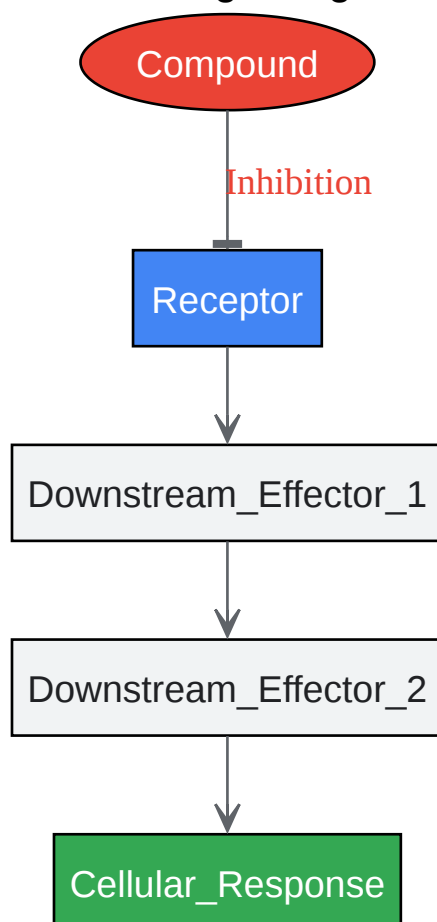 Compound
Inhibition
Receptor
Downstream_Effector_1
Downstream_Effector_2
Cellular_Response